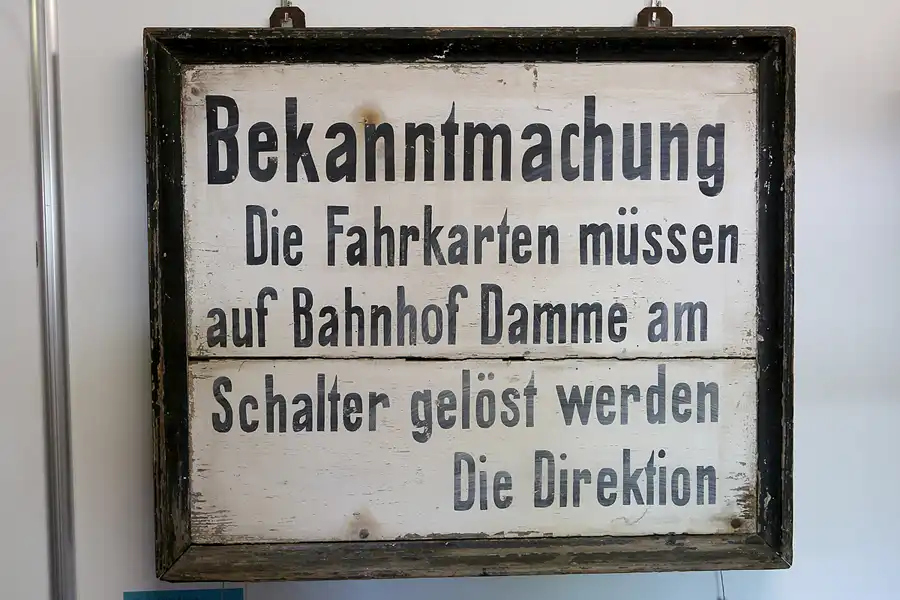 Bekanntmachung
Die Fahrkarten müssen
auf Bahnhof Damme am
Schalter gelöst werden
Die Direktion